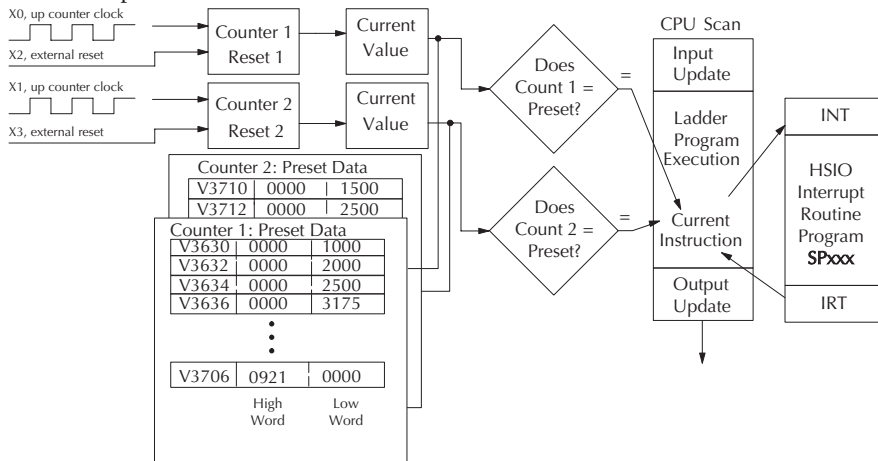 X0, up counter clock
X2, external reset
Counter 1
Reset 1
Current
Value
X1, up counter clock
X3, external reset
Counter 2
Reset 2
Current
Value
Counter 2: Preset Data
V3710 0000 1500
V3712 0000 2500
Counter 1: Preset Data
V3630 0000 1000
V3632 0000 2000
V3634 0000 2500
V3636 0000 3175
V3706 0921 0000
High
Word
Low
Word
Does
Count 1 =
Preset?
=
Does
Count 2 =
Preset?
=
CPU Scan
Input
Update
Ladder
Program
Execution
Current
Instruction
Output
Update
INT
HSIO
Interrupt
Routine
Program
SPxxx
IRT